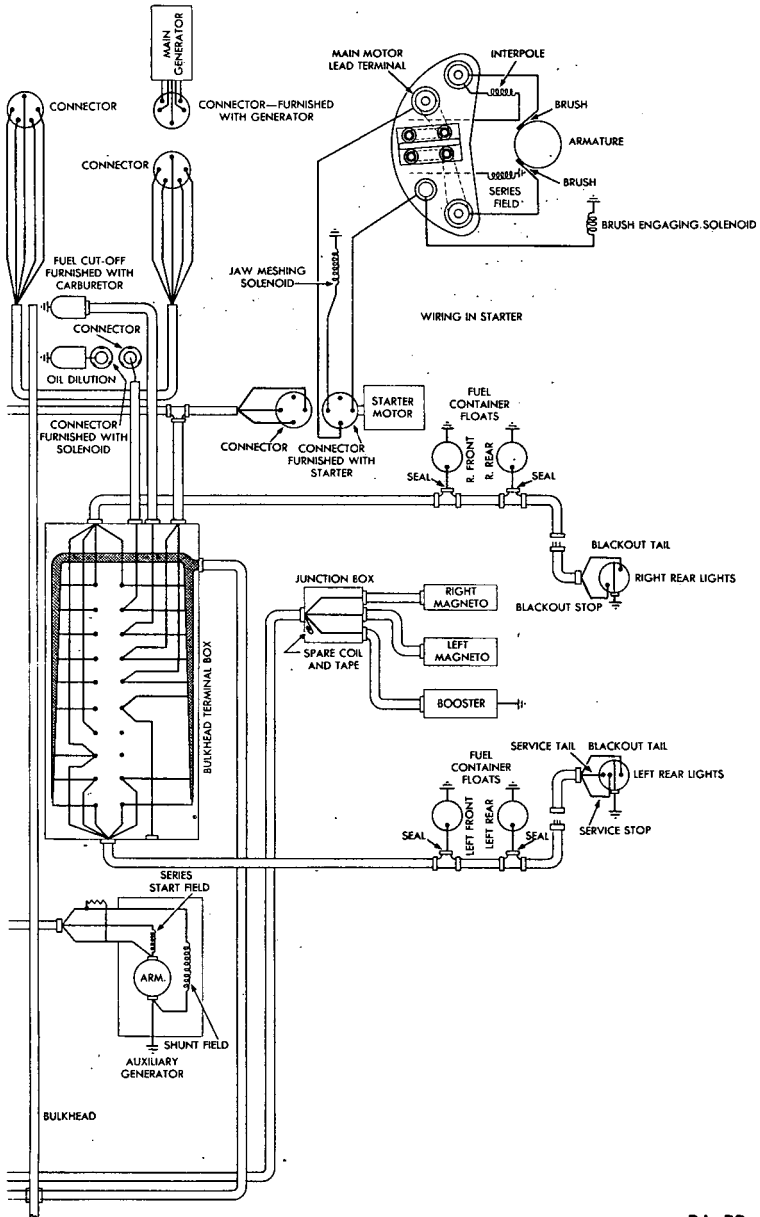 MAIN
GENERATOR
CONNECTOR
CONNECTOR—FURNISHED
WITH GENERATOR
CONNECTOR
FUEL CUT-OFF
FURNISHED WITH
CARBURETOR
CONNECTOR
OIL DILUTION
CONNECTOR
FURNISHED WITH
SOLENOID
MAIN MOTOR
LEAD TERMINAL
INTERPOLE
BRUSH
ARMATURE
BRUSH
SERIES
FIELD
BRUSH ENGAGING SOLENOID
JAW MESHING
SOLENOID
WIRING IN STARTER
STARTER
MOTOR
CONNECTOR
CONNECTOR
FURNISHED WITH
STARTER
FUEL
CONTAINER
FLOATS
R. FRONT
R. REAR
SEAL
SEAL
BLACKOUT TAIL
RIGHT REAR LIGHTS
BLACKOUT STOP
BULKHEAD TERMINAL BOX
JUNCTION BOX
SPARE COIL
AND TAPE
RIGHT
MAGNETO
LEFT
MAGNETO
BOOSTER
FUEL
CONTAINER
FLOATS
LEFT FRONT
LEFT REAR
SEAL
SEAL
SERVICE TAIL
BLACKOUT TAIL
LEFT REAR LIGHTS
SERVICE STOP
SERIES
START FIELD
ARM.
SHUNT FIELD
AUXILIARY
GENERATOR
BULKHEAD